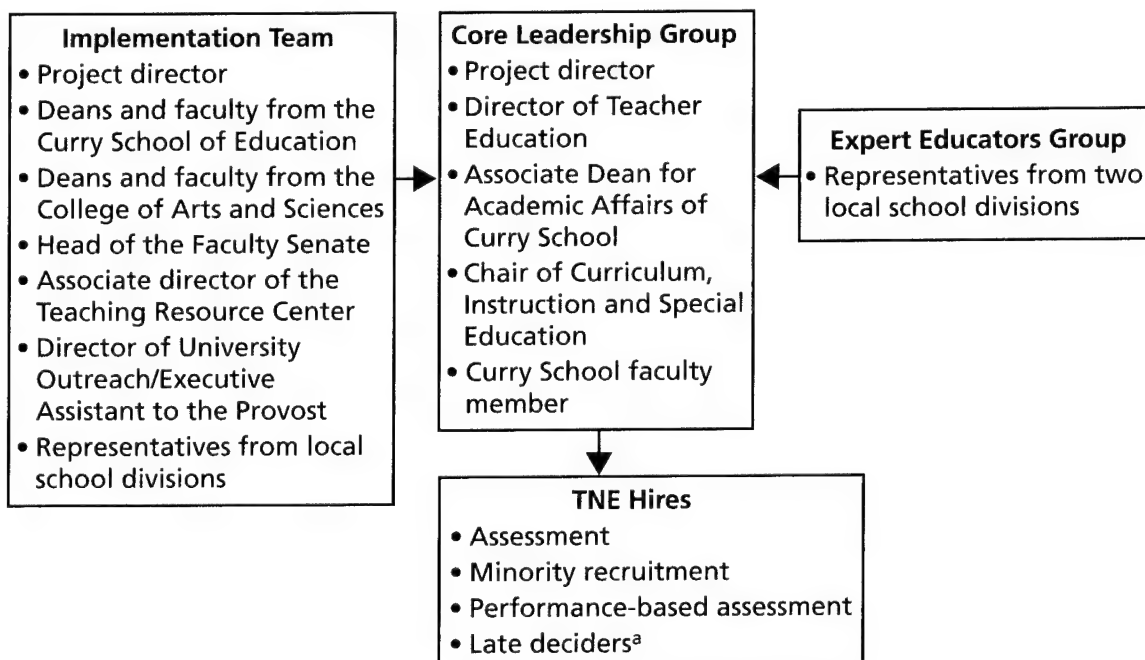 Implementation Team
• Project director
• Deans and faculty from the
Curry School of Education
• Deans and faculty from the
College of Arts and Sciences
• Head of the Faculty Senate
• Associate director of the
Teaching Resource Center
• Director of University
Outreach/Executive
Assistant to the Provost
• Representatives from local
school divisions
Core Leadership Group
• Project director
• Director of Teacher
Education
• Associate Dean for
Academic Affairs of
Curry School
• Chair of Curriculum,
Instruction and Special
Education
• Curry School faculty
member
Expert Educators Group
• Representatives from two
local school divisions
TNE Hires
• Assessment
• Minority recruitment
• Performance-based assessment
• Late decidersᵃ